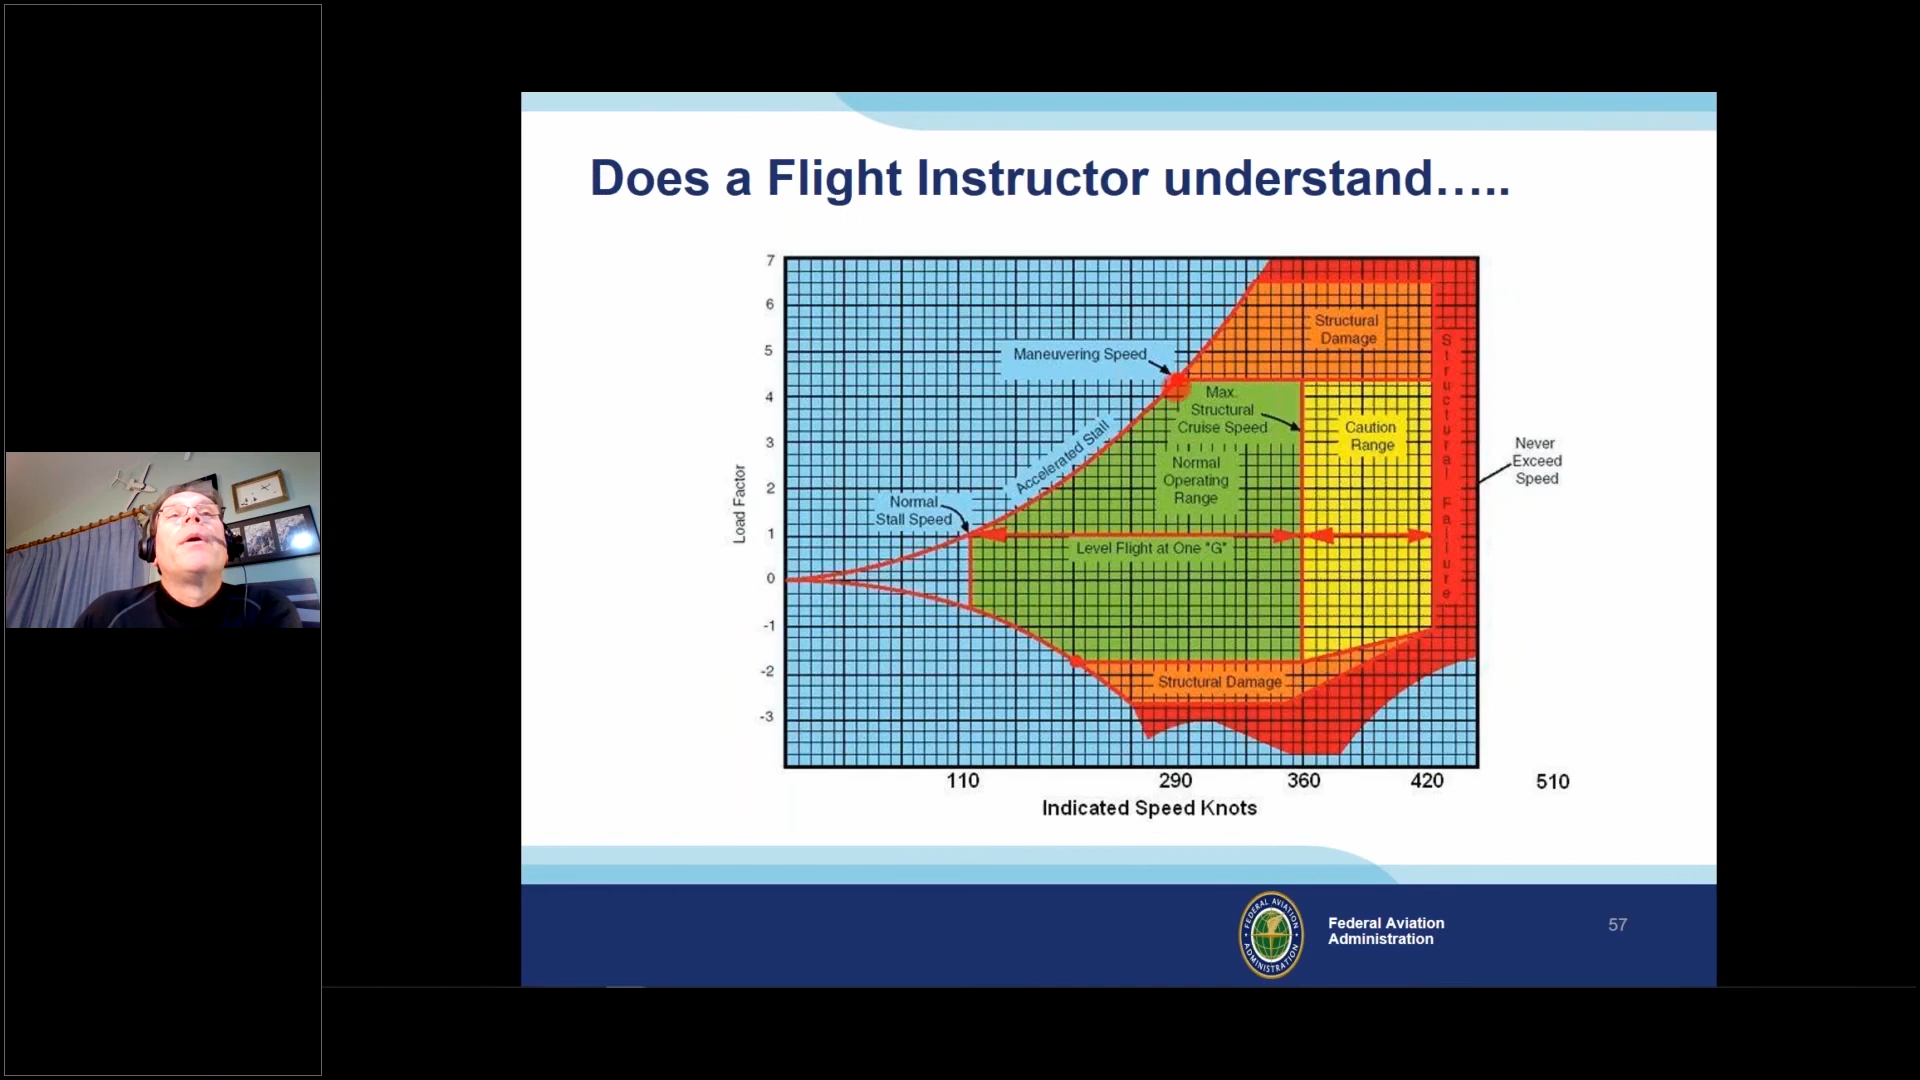 Does a Flight Instructor understand…..
7
6
5
4
3
2
1
0
-1
-2
-3
Load Factor
Maneuvering Speed
Accelerated Stall
Normal
Stall Speed
Max.
Structural
Cruise Speed
Normal
Operating
Range
Level Flight at One "G"
Structural
Damage
Caution
Range
Structural Failure
Never
Exceed
Speed
Structural Damage
110
290
360
420
510
Indicated Speed Knots
FEDERAL AVIATION
ADMINISTRATION
Federal Aviation
Administration
57